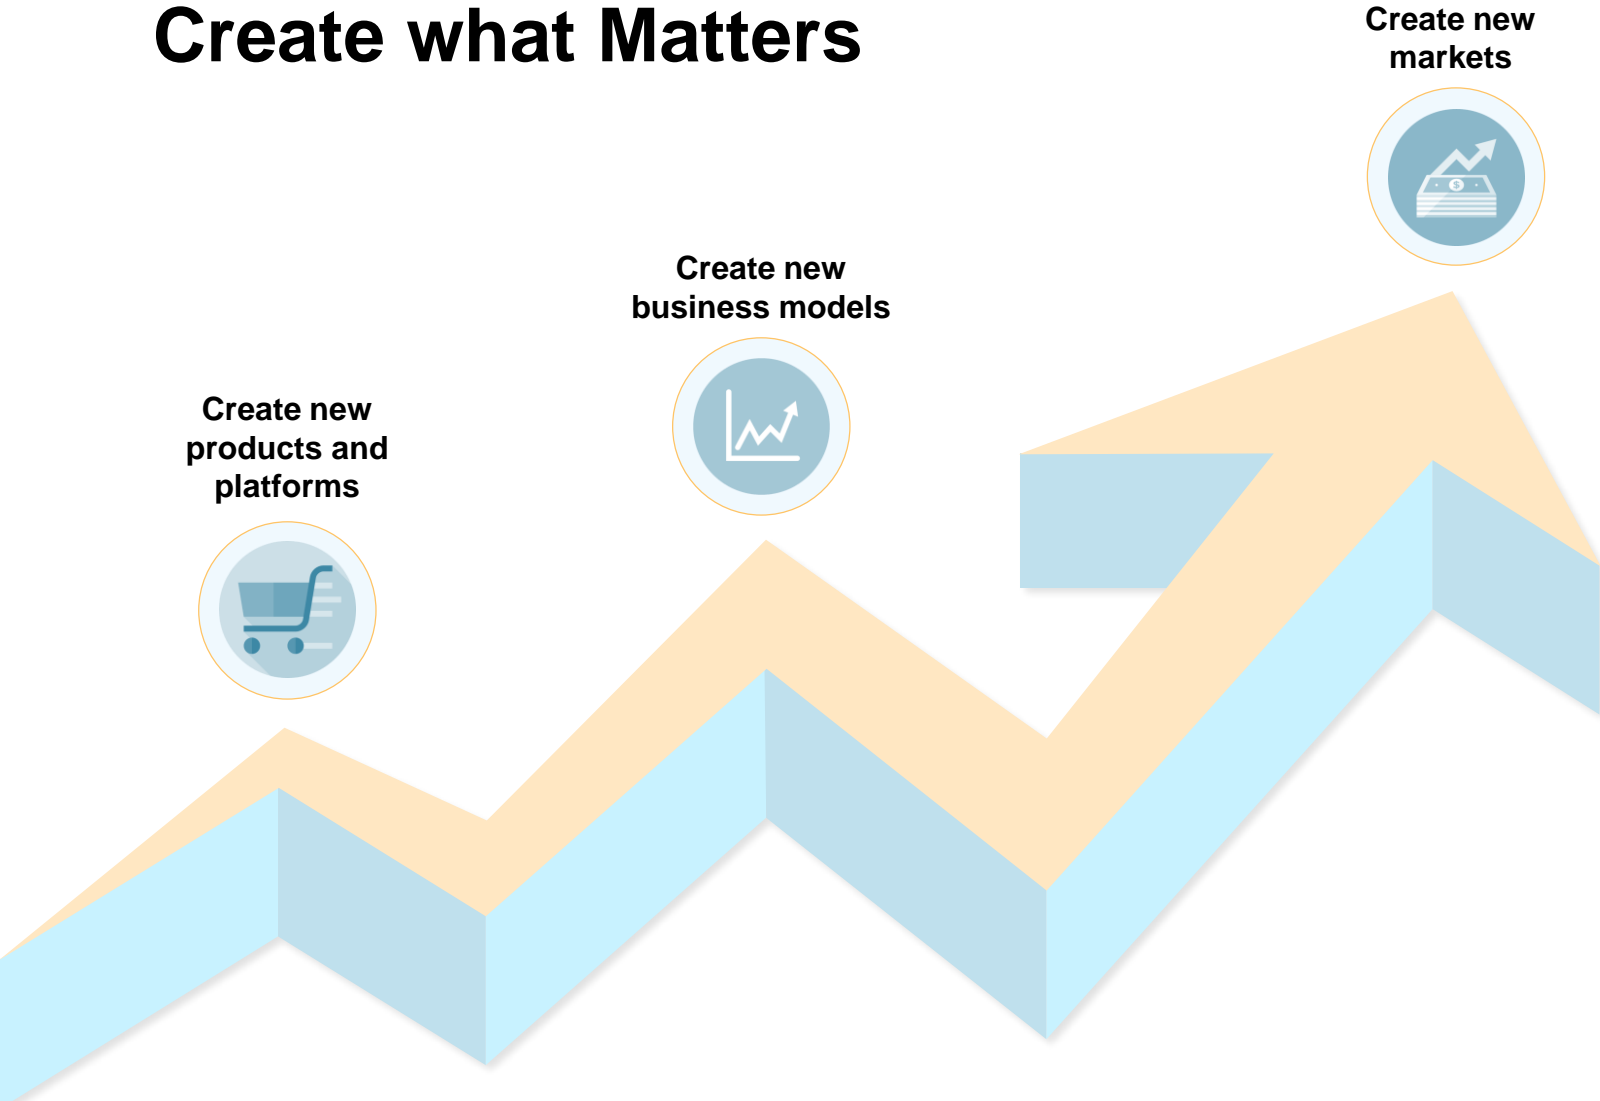 Create what Matters
Create new
markets
$
Create new
business models
Create new
products and
platforms